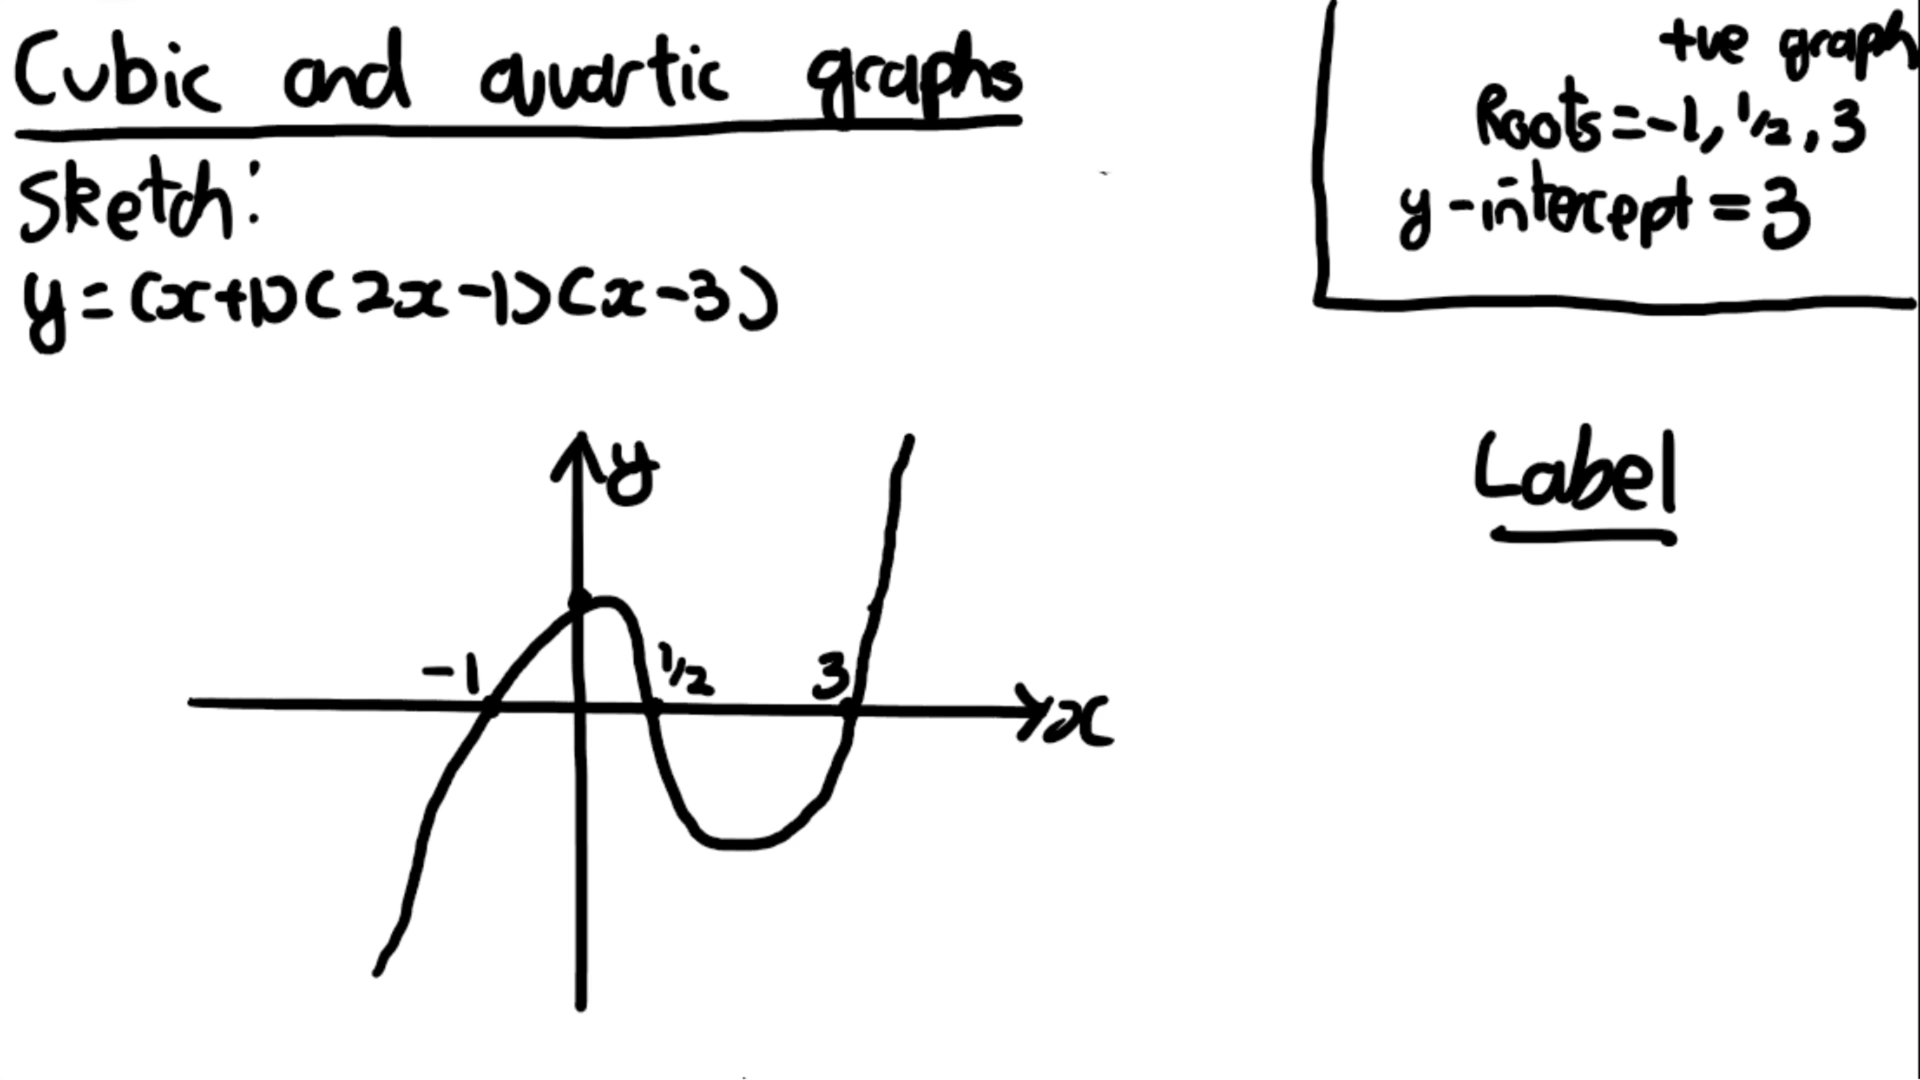 Cubic and quartic graphs
Sketch:
y = (x+1)(2x-1)(x-3)
+ve graph
Roots = -1, 1/2, 3
y-intercept = 3
Label
y
-1
1/2
3
x